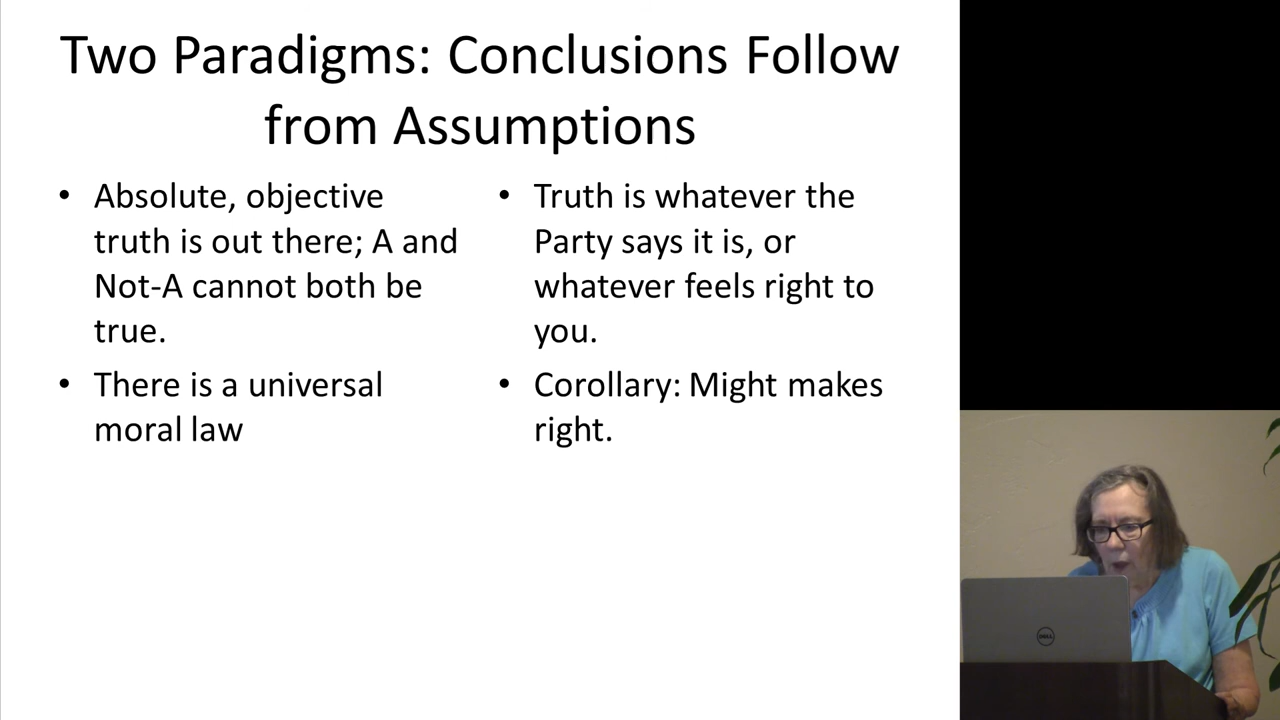 Two Paradigms: Conclusions Follow
from Assumptions
• Absolute, objective
truth is out there; A and
Not-A cannot both be
true.
• There is a universal
moral law
• Truth is whatever the
Party says it is, or
whatever feels right to
you.
• Corollary: Might makes
right.
DELL